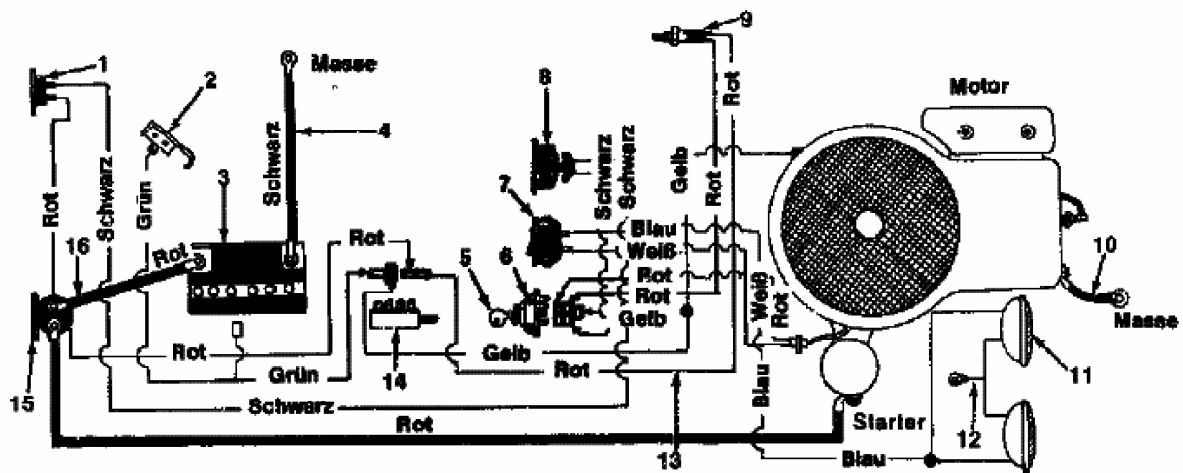 1
2
3
4
Masse
Schwarz
Rot
Schwarz
Grün
16
Rot
15
Rot
Grün
Schwarz
Rot
Rot
5
6
7
8
9
14
Gelb
Rot
13
Schwarz
Schwarz
Gelb
Rot
Rot
Blau
Weiß
Rot
Rot
Gelb
Weiß
Rot
Blau
Blau
Motor
10
Masse
11
12
Starter